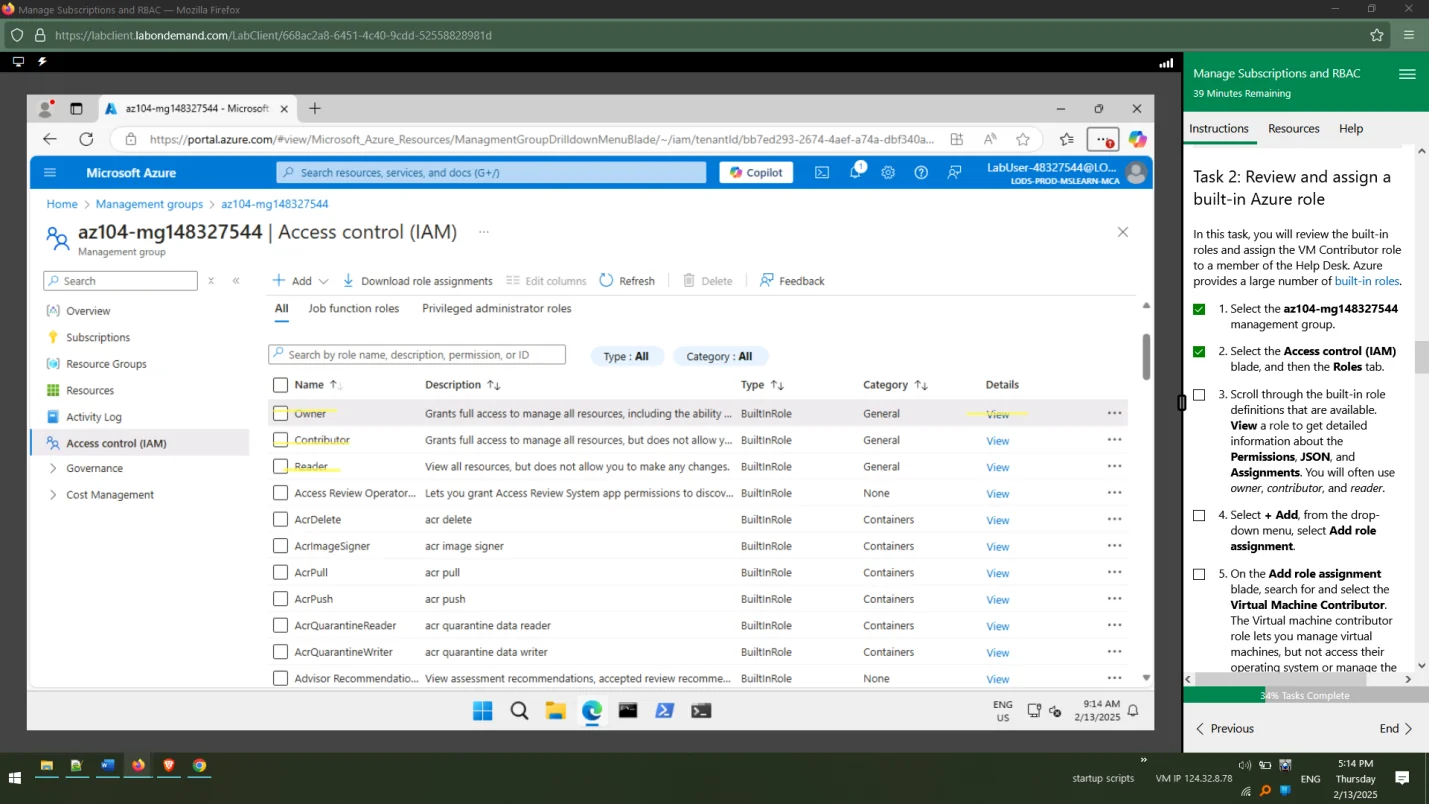 Manage Subscriptions and RBAC — Mozilla Firefox
https://labclient.labondemand.com/LabClient/668ac2a8-6451-4c40-9cdd-52558828981d
az104-mg148327544 - Microsoft
https://portal.azure.com/#view/Microsoft_Azure_Resources/ManagmentGroupDrilldownMenuBlade/~/iam/tenantId/bb7ed293-2674-4aef-a74a-dbf340a...
Microsoft Azure
Search resources, services, and docs (G+/)
Copilot
1
LabUser-48327544@LO...
LODS-PROD-MSLEARN-MCA
Home > Management groups > az104-mg148327544
az104-mg148327544 | Access control (IAM) ...
Management group
Search
Overview
Subscriptions
Resource Groups
Resources
Activity Log
Access control (IAM)
Governance
Cost Management
Add Download role assignments Edit columns Refresh Delete Feedback
All Job function roles Privileged administrator roles
Search by role name, description, permission, or ID
Type : All
Category : All
Name Description Type Category Details
Owner Grants full access to manage all resources, including the ability ... BuiltInRole General View
Contributor Grants full access to manage all resources, but does not allow y... BuiltInRole General View
Reader View all resources, but does not allow you to make any changes. BuiltInRole General View
Access Review Operator... Lets you grant Access Review System app permissions to discov... BuiltInRole None View
AcrDelete acr delete BuiltInRole Containers View
AcrImageSigner acr image signer BuiltInRole Containers View
AcrPull acr pull BuiltInRole Containers View
AcrPush acr push BuiltInRole Containers View
AcrQuarantineReader acr quarantine data reader BuiltInRole Containers View
AcrQuarantineWriter acr quarantine data writer BuiltInRole Containers View
Advisor Recommendatio... View assessment recommendations, accepted review recomme... BuiltInRole None View
ENG
US
9:14 AM
2/13/2025
Manage Subscriptions and RBAC
39 Minutes Remaining
Instructions Resources Help
Task 2: Review and assign a
built-in Azure role
In this task, you will review the built-in
roles and assign the VM Contributor role
to a member of the Help Desk. Azure
provides a large number of built-in roles.
1. Select the az104-mg148327544
management group.
2. Select the Access control (IAM)
blade, and then the Roles tab.
3. Scroll through the built-in role
definitions that are available.
View a role to get detailed
information about the
Permissions, JSON, and
Assignments. You will often use
owner, contributor, and reader.
4. Select + Add, from the drop-
down menu, select Add role
assignment.
5. On the Add role assignment
blade, search for and select the
Virtual Machine Contributor.
The Virtual machine contributor
role lets you manage virtual
machines, but not access their
operating system or manage the
34% Tasks Complete
Previous
End
startup scripts
VM IP 124.32.8.78
ENG
5:14 PM
Thursday
2/13/2025